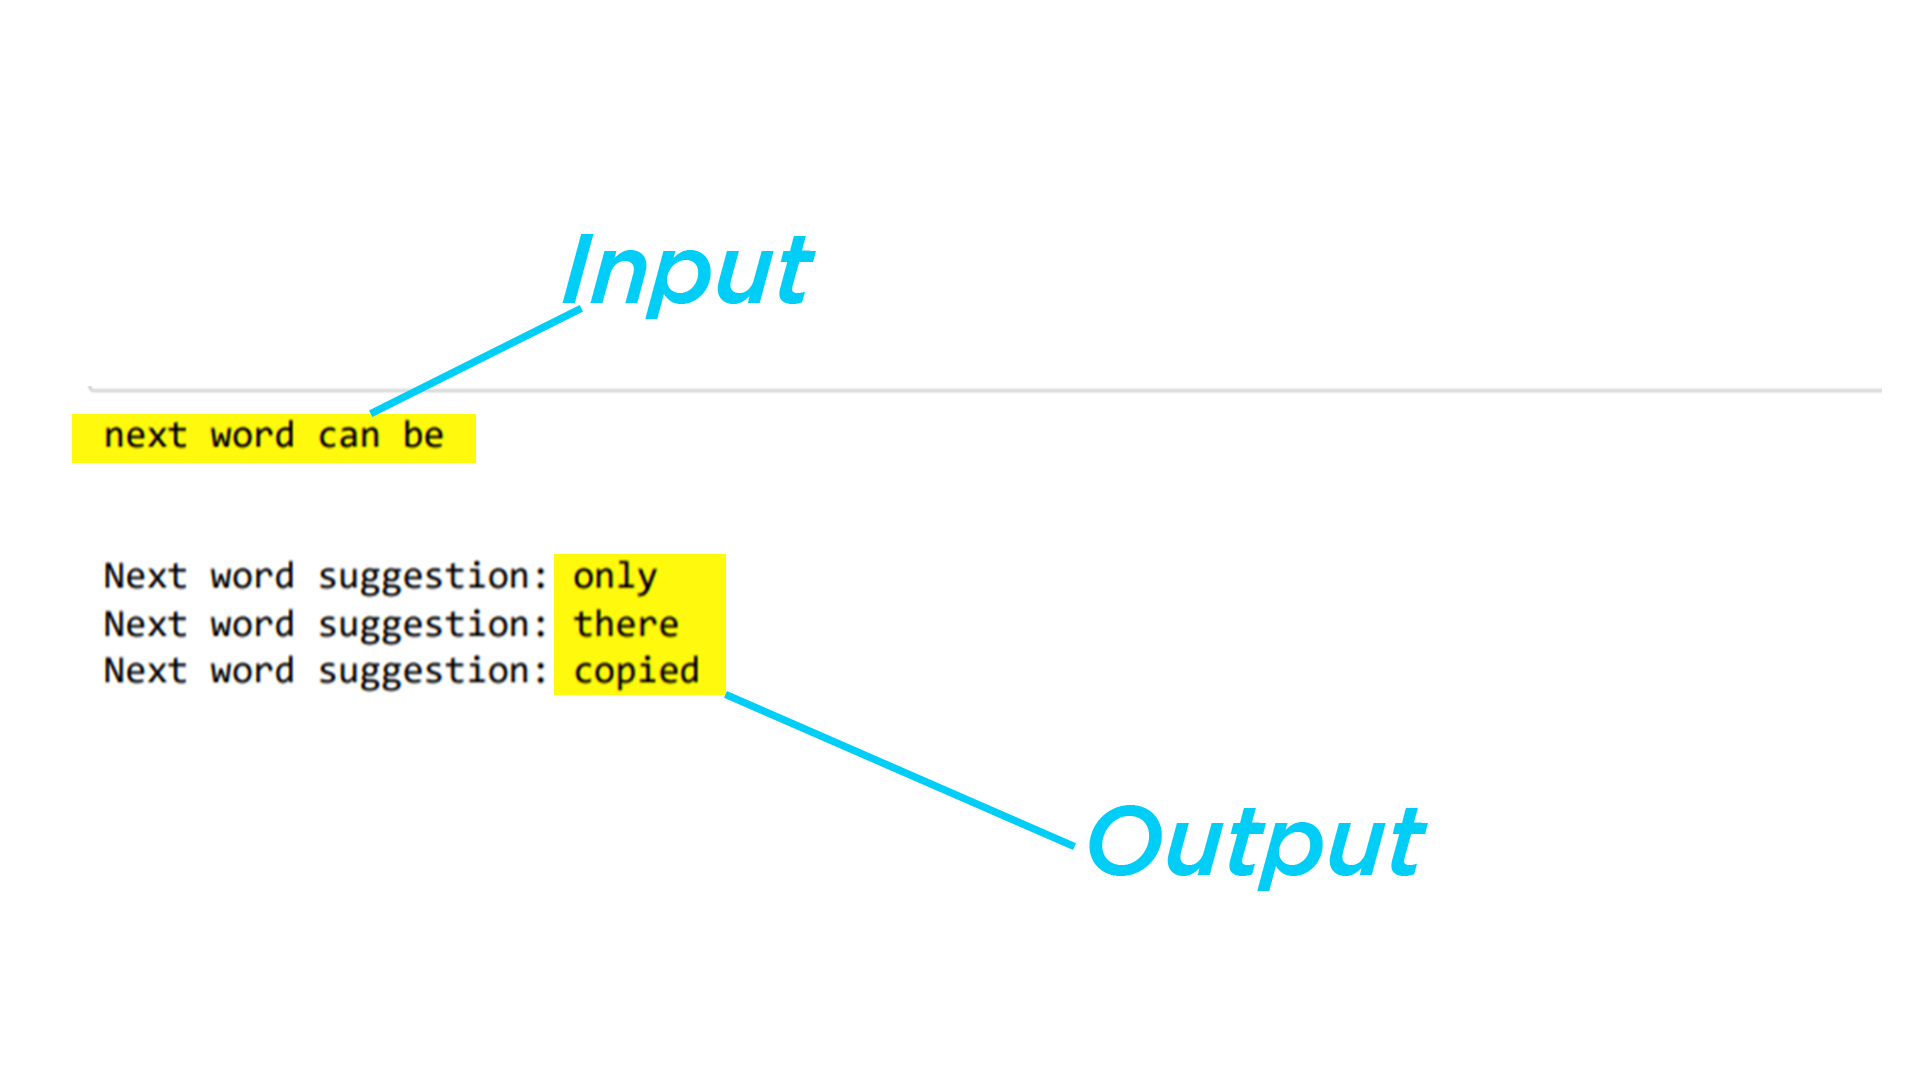 Input
next word can be
Next word suggestion: only
Next word suggestion: there
Next word suggestion: copied
Output